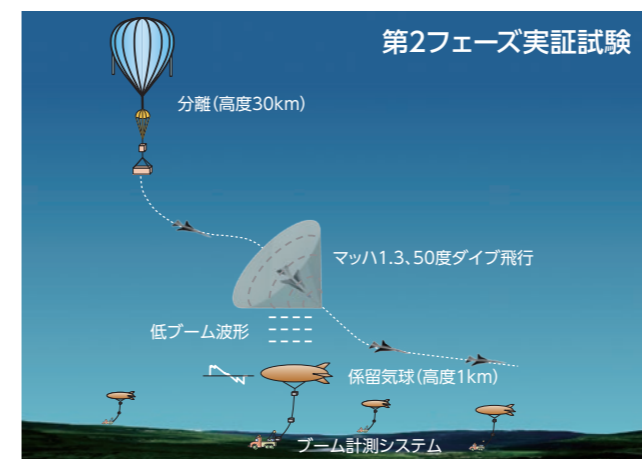 第2フェーズ実証試験
分離(高度30km)
マッハ1.3、50度ダイブ飛行
低ブーム波形
係留気球(高度1km)
ブーム計測システム